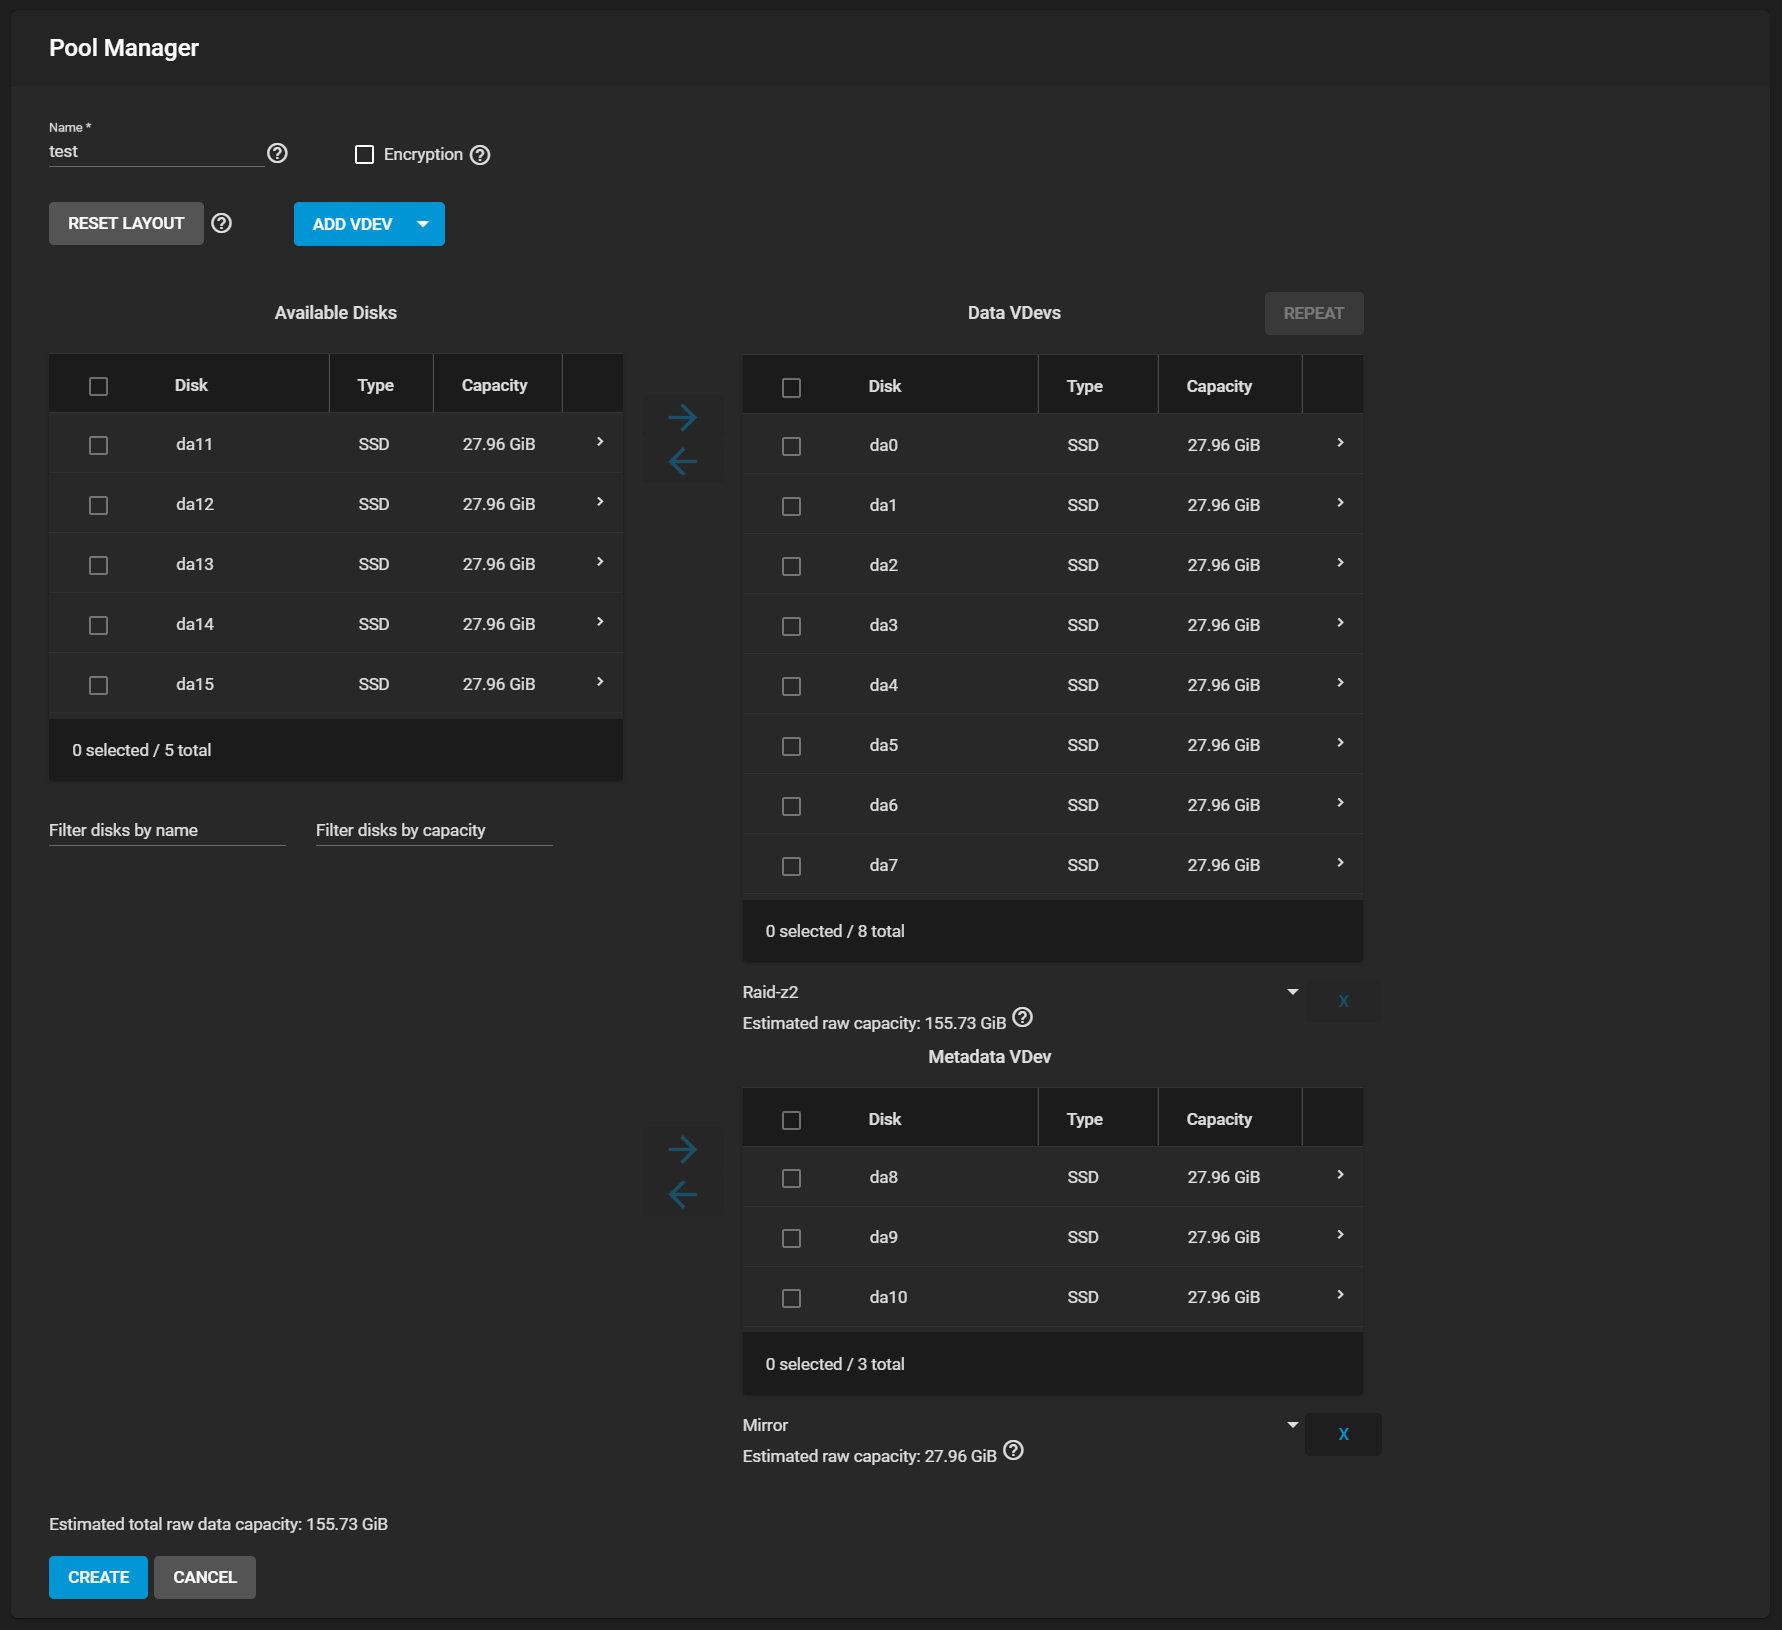 Pool Manager
Name *
test
Encryption
RESET LAYOUT
ADD VDEV
Available Disks
Disk Type Capacity
da11 SSD 27.96 GiB
da12 SSD 27.96 GiB
da13 SSD 27.96 GiB
da14 SSD 27.96 GiB
da15 SSD 27.96 GiB
0 selected / 5 total
Filter disks by name Filter disks by capacity
Data VDevs
REPEAT
Disk Type Capacity
da0 SSD 27.96 GiB
da1 SSD 27.96 GiB
da2 SSD 27.96 GiB
da3 SSD 27.96 GiB
da4 SSD 27.96 GiB
da5 SSD 27.96 GiB
da6 SSD 27.96 GiB
da7 SSD 27.96 GiB
0 selected / 8 total
Raid-z2
X
Estimated raw capacity: 155.73 GiB
Metadata VDev
Disk Type Capacity
da8 SSD 27.96 GiB
da9 SSD 27.96 GiB
da10 SSD 27.96 GiB
0 selected / 3 total
Mirror
X
Estimated raw capacity: 27.96 GiB
Estimated total raw data capacity: 155.73 GiB
CREATE CANCEL